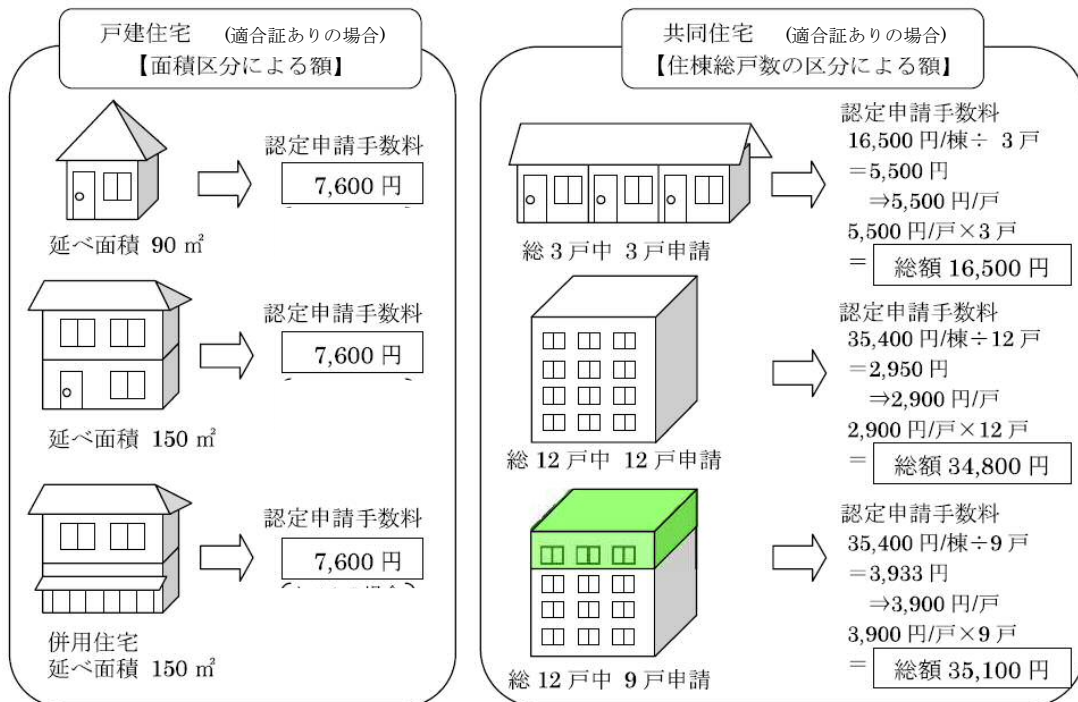 戸建住宅 (適合証ありの場合)
【面積区分による額】
認定申請手数料
7,600 円
延べ面積 90 ㎡
認定申請手数料
7,600 円
延べ面積 150 ㎡
認定申請手数料
7,600 円
併用住宅
延べ面積 150 ㎡
共同住宅 (適合証ありの場合)
【住棟総戸数の区分による額】
認定申請手数料
16,500 円/棟÷ 3 戸
=5,500 円
⇒5,500 円/戸
5,500 円/戸×3 戸
= 総額 16,500 円
総 3 戸中 3 戸申請
認定申請手数料
35,400 円/棟÷12 戸
=2,950 円
⇒2,900 円/戸
2,900 円/戸×12 戸
= 総額 34,800 円
総 12 戸中 12 戸申請
認定申請手数料
35,400 円/棟÷9 戸
=3,933 円
⇒3,900 円/戸
3,900 円/戸×9 戸
= 総額 35,100 円
総 12 戸中 9 戸申請